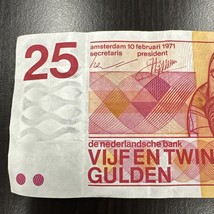 25
amsterdam 10 februari 1971
secretaris president
de nederlandsche bank
VIJF EN TWIN
GULDEN